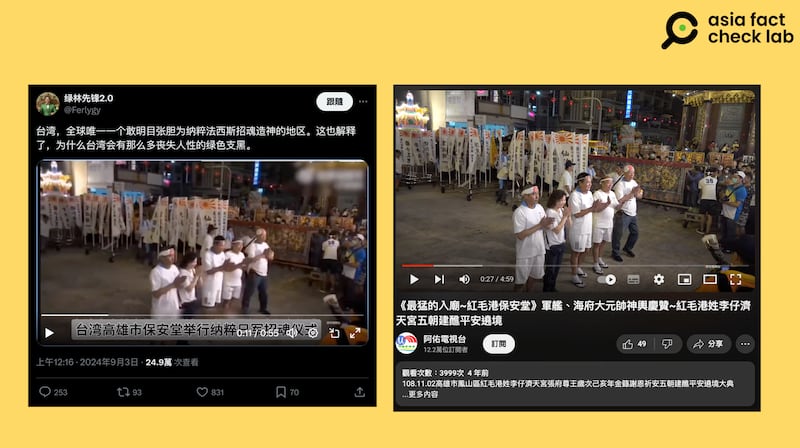 asia fact
check lab
绿林先锋2.0
@Ferlygy
跟隨
台湾，全球唯一一个敢明目张胆为纳粹法西斯招魂造神的地区。这也解释
了，为什么台湾会有那么多丧失人性的绿色支黑。
台湾高雄市保安堂举行纳粹日军招魂仪式
0:11 / 0:55
上午12:16 · 2024年9月3日 · 24.9萬 次查看
253
93
831
70
0:27 / 4:59
《最猛的入廟~紅毛港保安堂》軍艦、海府大元帥神輿慶贊~紅毛港姓李仔濟
天宮五朝建醮平安遶境
阿佑電視台
12.2萬位訂閱者
訂閱
49
分享
觀看次數：3999次 4 年前
108.11.02高雄市鳳山區紅毛港姓李仔濟天宮張府尊王歲次己亥年金籙謝恩祈安五朝建醮平安遶境大典
...更多內容